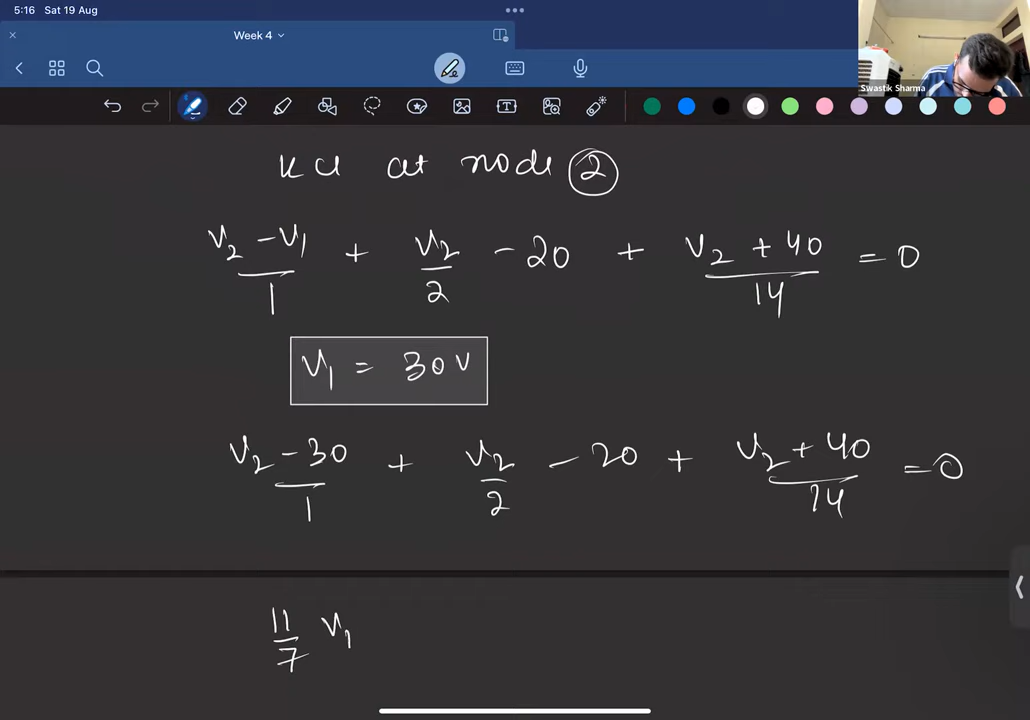 5:16 Sat 19 Aug
Week 4
Swastik Sharma
KCL at node 2
(V2 - V1)/1 + V2/2 - 20 + (V2 + 40)/14 = 0
V1 = 30V
(V2 - 30)/1 + V2/2 - 20 + (V2 + 40)/14 = 0
11/7 V1